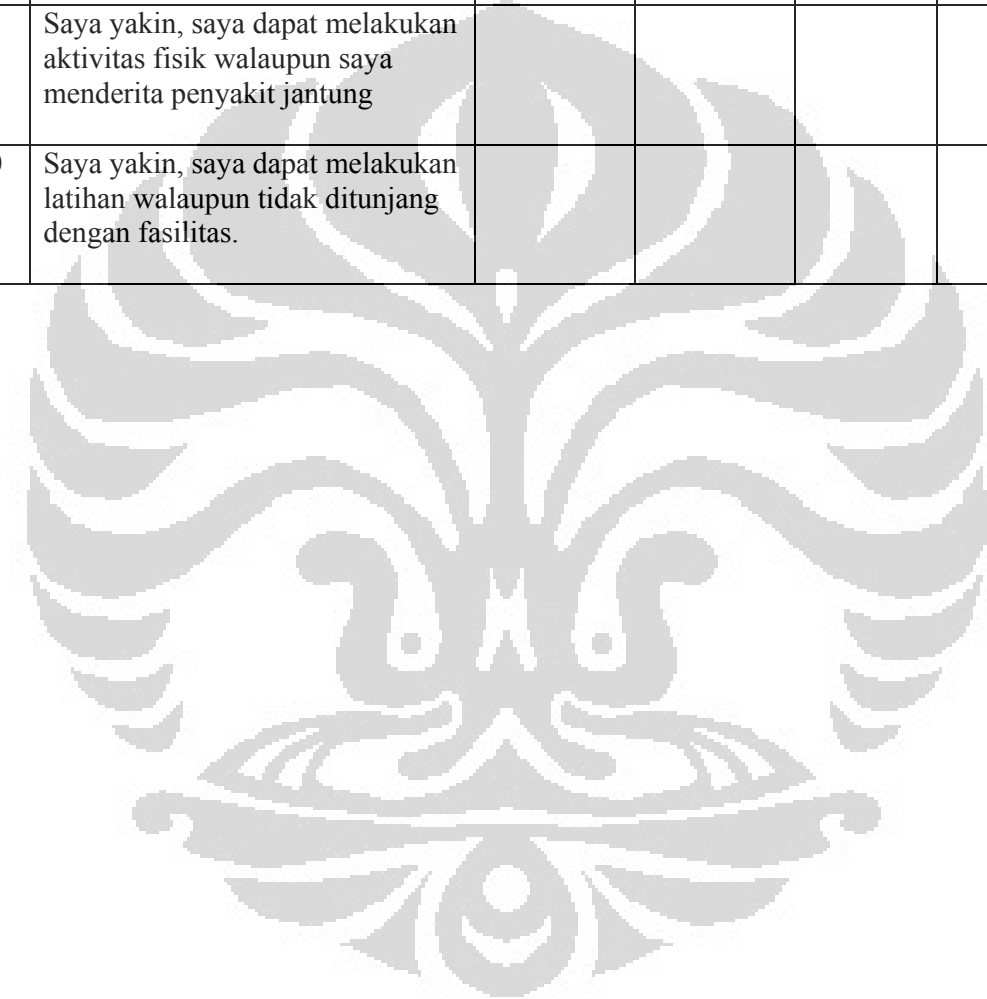 Saya yakin, saya dapat melakukan
aktivitas fisik walaupun saya
menderita penyakit jantung
Saya yakin, saya dapat melakukan
latihan walaupun tidak ditunjang
dengan fasilitas.